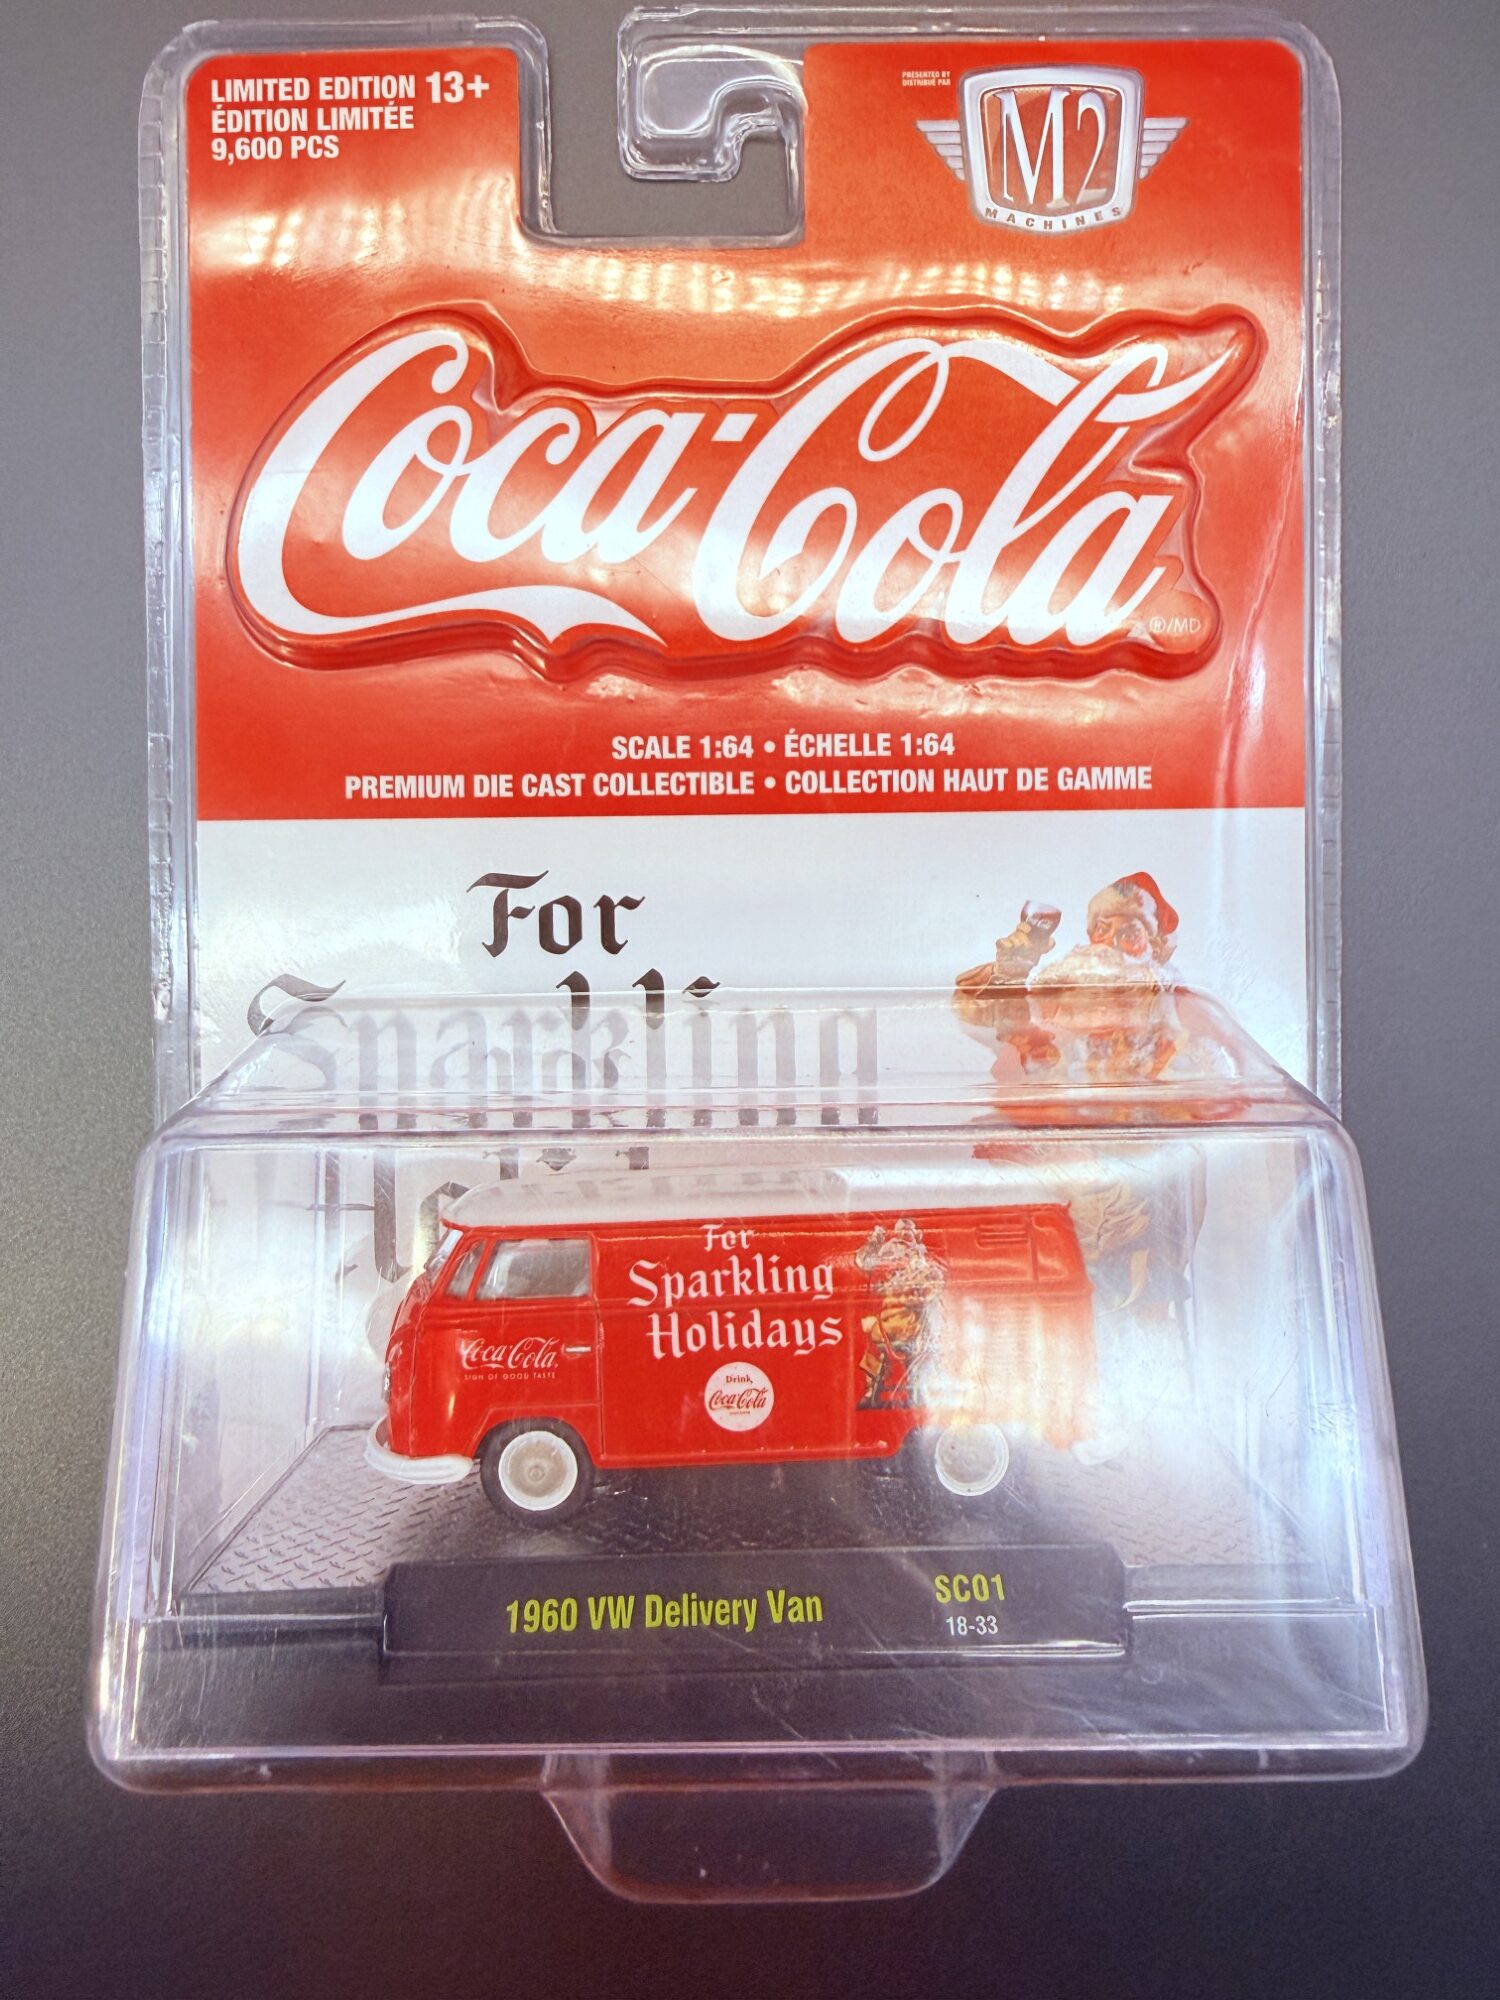 LIMITED EDITION 13+
ÉDITION LIMITÉE
9,600 PCS
PRESENTED BY
DISTRIBUÉ PAR
M2
MACHINES
Coca-Cola
®/MD
SCALE 1:64 • ÉCHELLE 1:64
PREMIUM DIE CAST COLLECTIBLE • COLLECTION HAUT DE GAMME
For
Sparkling
For
Sparkling
Holidays
Coca-Cola
SIGN OF GOOD TASTE
Drink
Coca-Cola
1960 VW Delivery Van
SC01
18-33